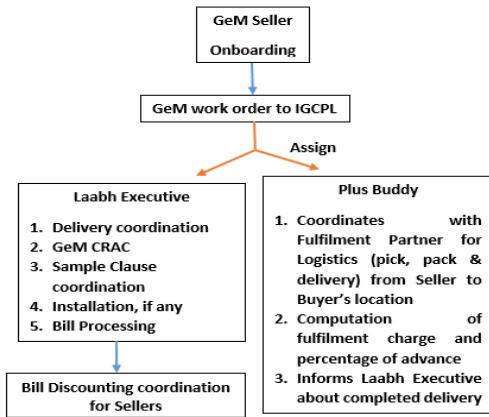 GeM Seller
Onboarding
GeM work order to IGCPL
Assign
Laabh Executive
1. Delivery coordination
2. GeM CRAC
3. Sample Clause
coordination
4. Installation, if any
5. Bill Processing
Plus Buddy
1. Coordinates with
Fulfilment Partner for
Logistics (pick, pack &
delivery) from Seller to
Buyer's location
2. Computation of
fulfilment charge and
percentage of advance
3. Informs Laabh Executive
about completed delivery
Bill Discounting coordination
for Sellers